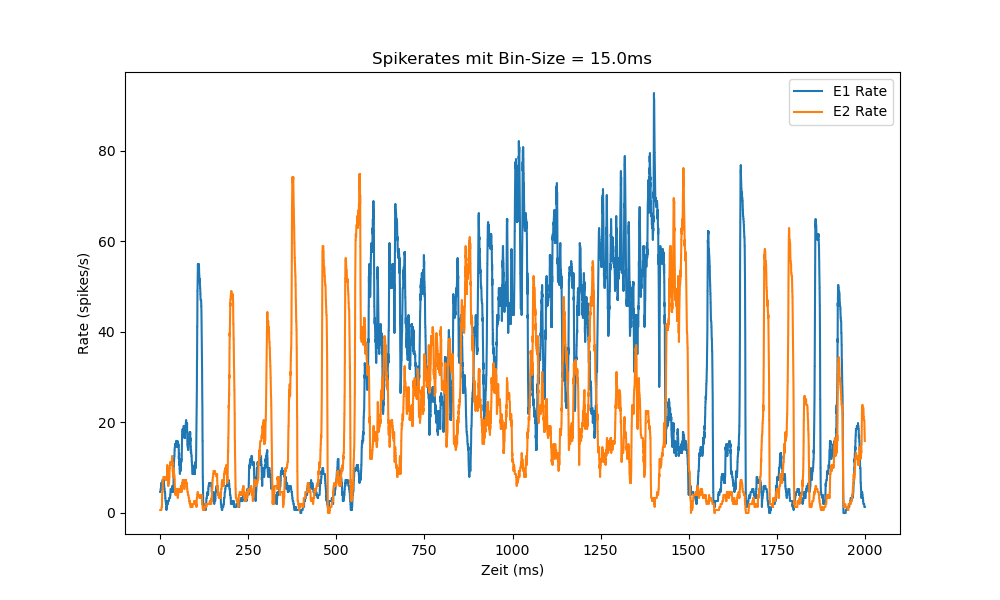 Spikerates mit Bin-Size = 15.0ms
E1 Rate
E2 Rate
Rate (spikes/s)
80
60
40
20
0
0 250 500 750 1000 1250 1500 1750 2000
Zeit (ms)